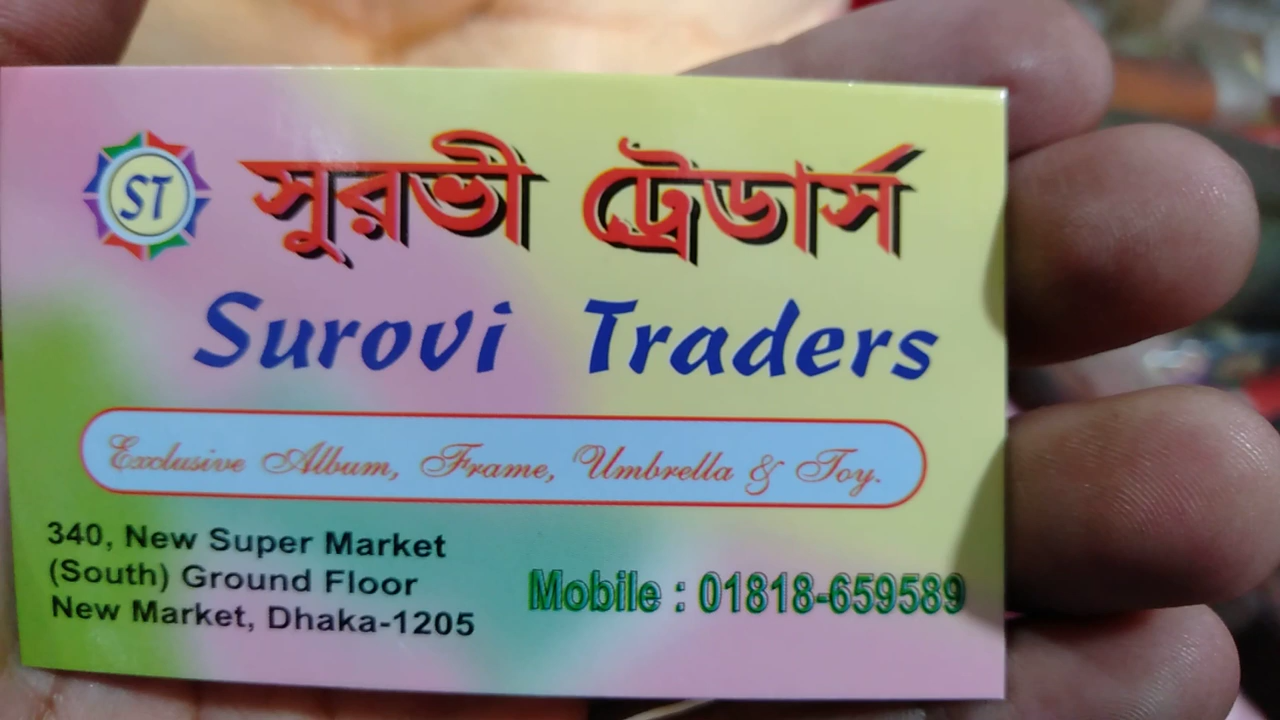 ST
সুরভী ট্রেডার্স
Surovi Traders
Exclusive Album, Frame, Umbrella & Toy.
340, New Super Market
(South) Ground Floor
New Market, Dhaka-1205
Mobile : 01818-659589